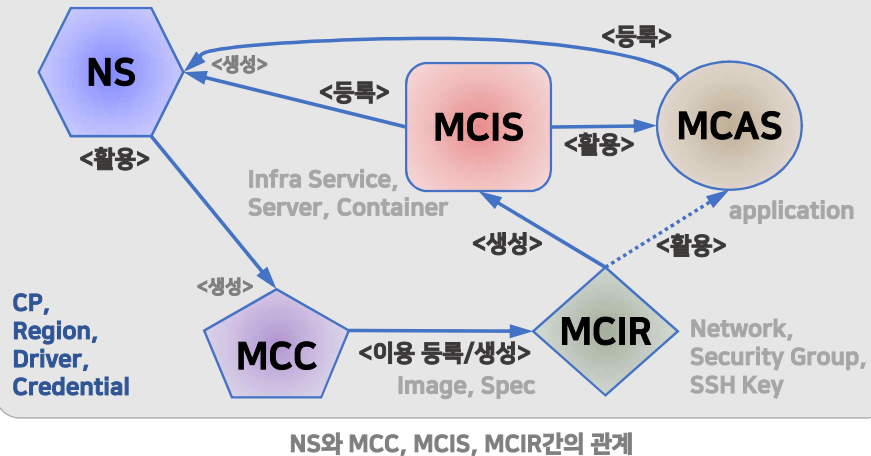 <등록>
NS
<생성>
<등록>
MCIS
MCAS
<활용>
<활용>
Infra Service,
Server, Container
application
<생성>
<활용>
<생성>
CP,
Region,
Driver,
Credential
MCC
<이용 등록/생성>
Image, Spec
MCIR
Network,
Security Group,
SSH Key
NS와 MCC, MCIS, MCIR간의 관계